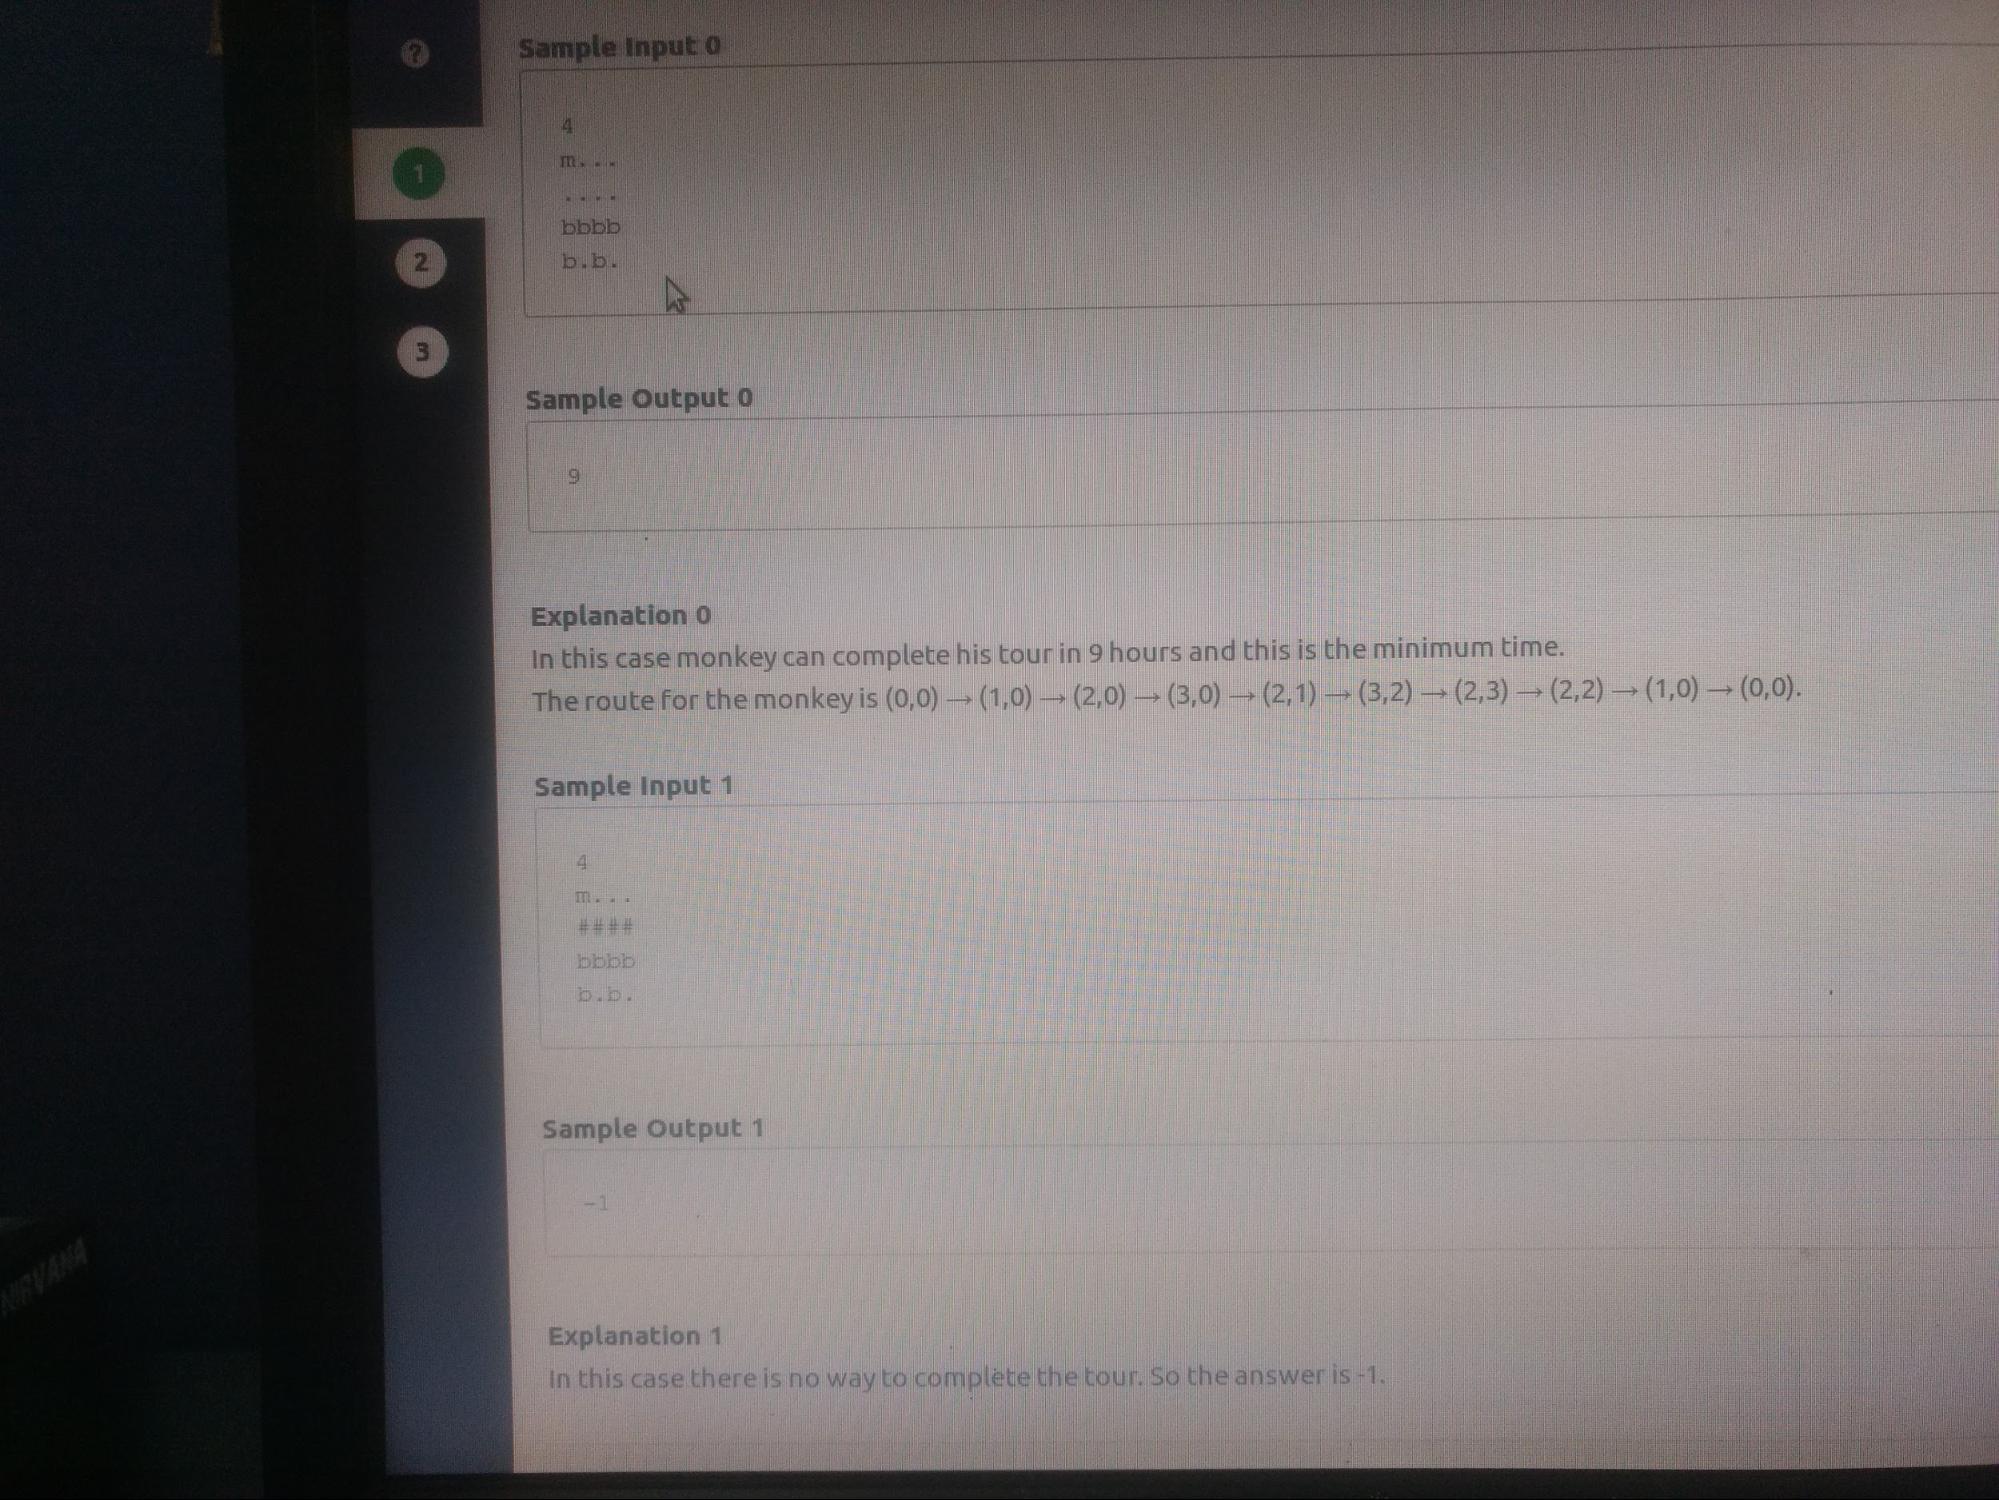 ?
Sample Input 0
4
m...
....
bbbb
b.b.
1
2
3
Sample Output 0
9
Explanation 0
In this case monkey can complete his tour in 9 hours and this is the minimum time.
The route for the monkey is (0,0) → (1,0) → (2,0) → (3,0) → (2,1) → (3,2) → (2,3) → (2,2) → (1,0) → (0,0).
Sample Input 1
4
m...
####
bbbb
b.b.
Sample Output 1
-1
Explanation 1
In this case there is no way to complete the tour. So the answer is -1.
NIRVANA